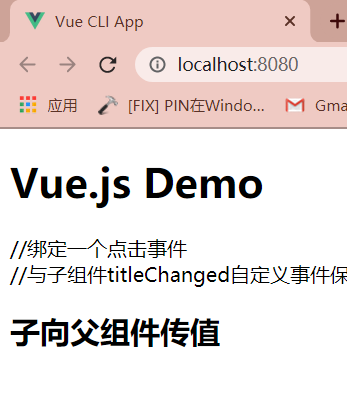 Vue CLI App
localhost:8080
应用
[FIX] PIN在Windo...
Gma
Vue.js Demo
//绑定一个点击事件
//与子组件titleChanged自定义事件保
子向父组件传值